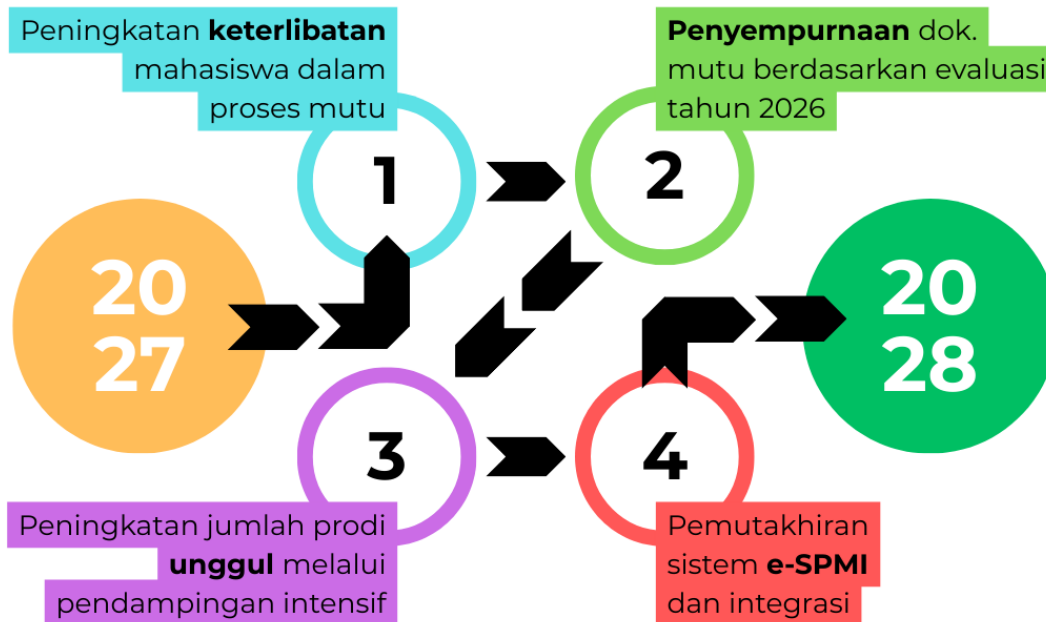 Peningkatan keterlibatan
mahasiswa dalam
proses mutu
Penyempurnaan dok.
mutu berdasarkan evaluasi
tahun 2026
1
2
20
27
20
28
3
4
Peningkatan jumlah prodi
unggul melalui
pendampingan intensif
Pemutakhiran
sistem e-SPMI
dan integrasi